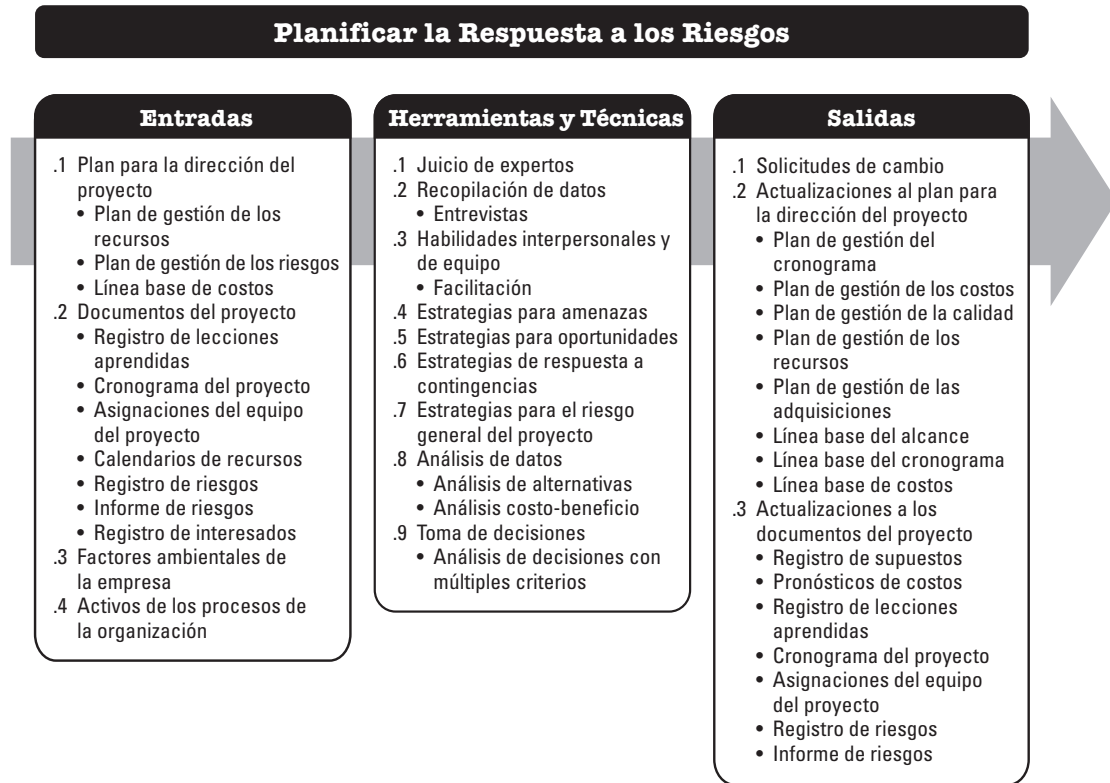 Planificar la Respuesta a los Riesgos
Entradas
.1 Plan para la dirección del
proyecto
• Plan de gestión de los
recursos
• Plan de gestión de los riesgos
• Línea base de costos
.2 Documentos del proyecto
• Registro de lecciones
aprendidas
• Cronograma del proyecto
• Asignaciones del equipo
del proyecto
• Calendarios de recursos
• Registro de riesgos
• Informe de riesgos
• Registro de interesados
.3 Factores ambientales de
la empresa
.4 Activos de los procesos de
la organización
Herramientas y Técnicas
.1 Juicio de expertos
.2 Recopilación de datos
• Entrevistas
.3 Habilidades interpersonales y
de equipo
• Facilitación
.4 Estrategias para amenazas
.5 Estrategias para oportunidades
.6 Estrategias de respuesta a
contingencias
.7 Estrategias para el riesgo
general del proyecto
.8 Análisis de datos
• Análisis de alternativas
• Análisis costo-beneficio
.9 Toma de decisiones
• Análisis de decisiones con
múltiples criterios
Salidas
.1 Solicitudes de cambio
.2 Actualizaciones al plan para
la dirección del proyecto
• Plan de gestión del
cronograma
• Plan de gestión de los costos
• Plan de gestión de la calidad
• Plan de gestión de los
recursos
• Plan de gestión de las
adquisiciones
• Línea base del alcance
• Línea base del cronograma
• Línea base de costos
.3 Actualizaciones a los
documentos del proyecto
• Registro de supuestos
• Pronósticos de costos
• Registro de lecciones
aprendidas
• Cronograma del proyecto
• Asignaciones del equipo
del proyecto
• Registro de riesgos
• Informe de riesgos